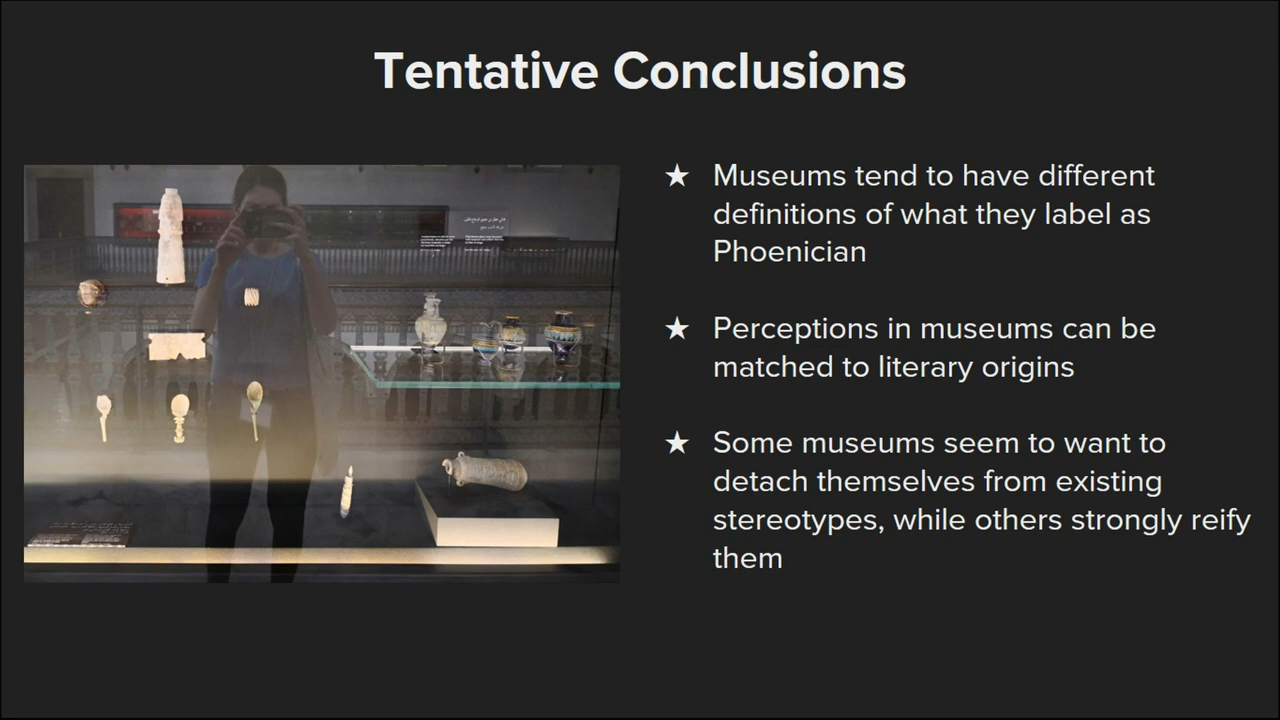 Tentative Conclusions
★ Museums tend to have different
definitions of what they label as
Phoenician
★ Perceptions in museums can be
matched to literary origins
★ Some museums seem to want to
detach themselves from existing
stereotypes, while others strongly reify
them